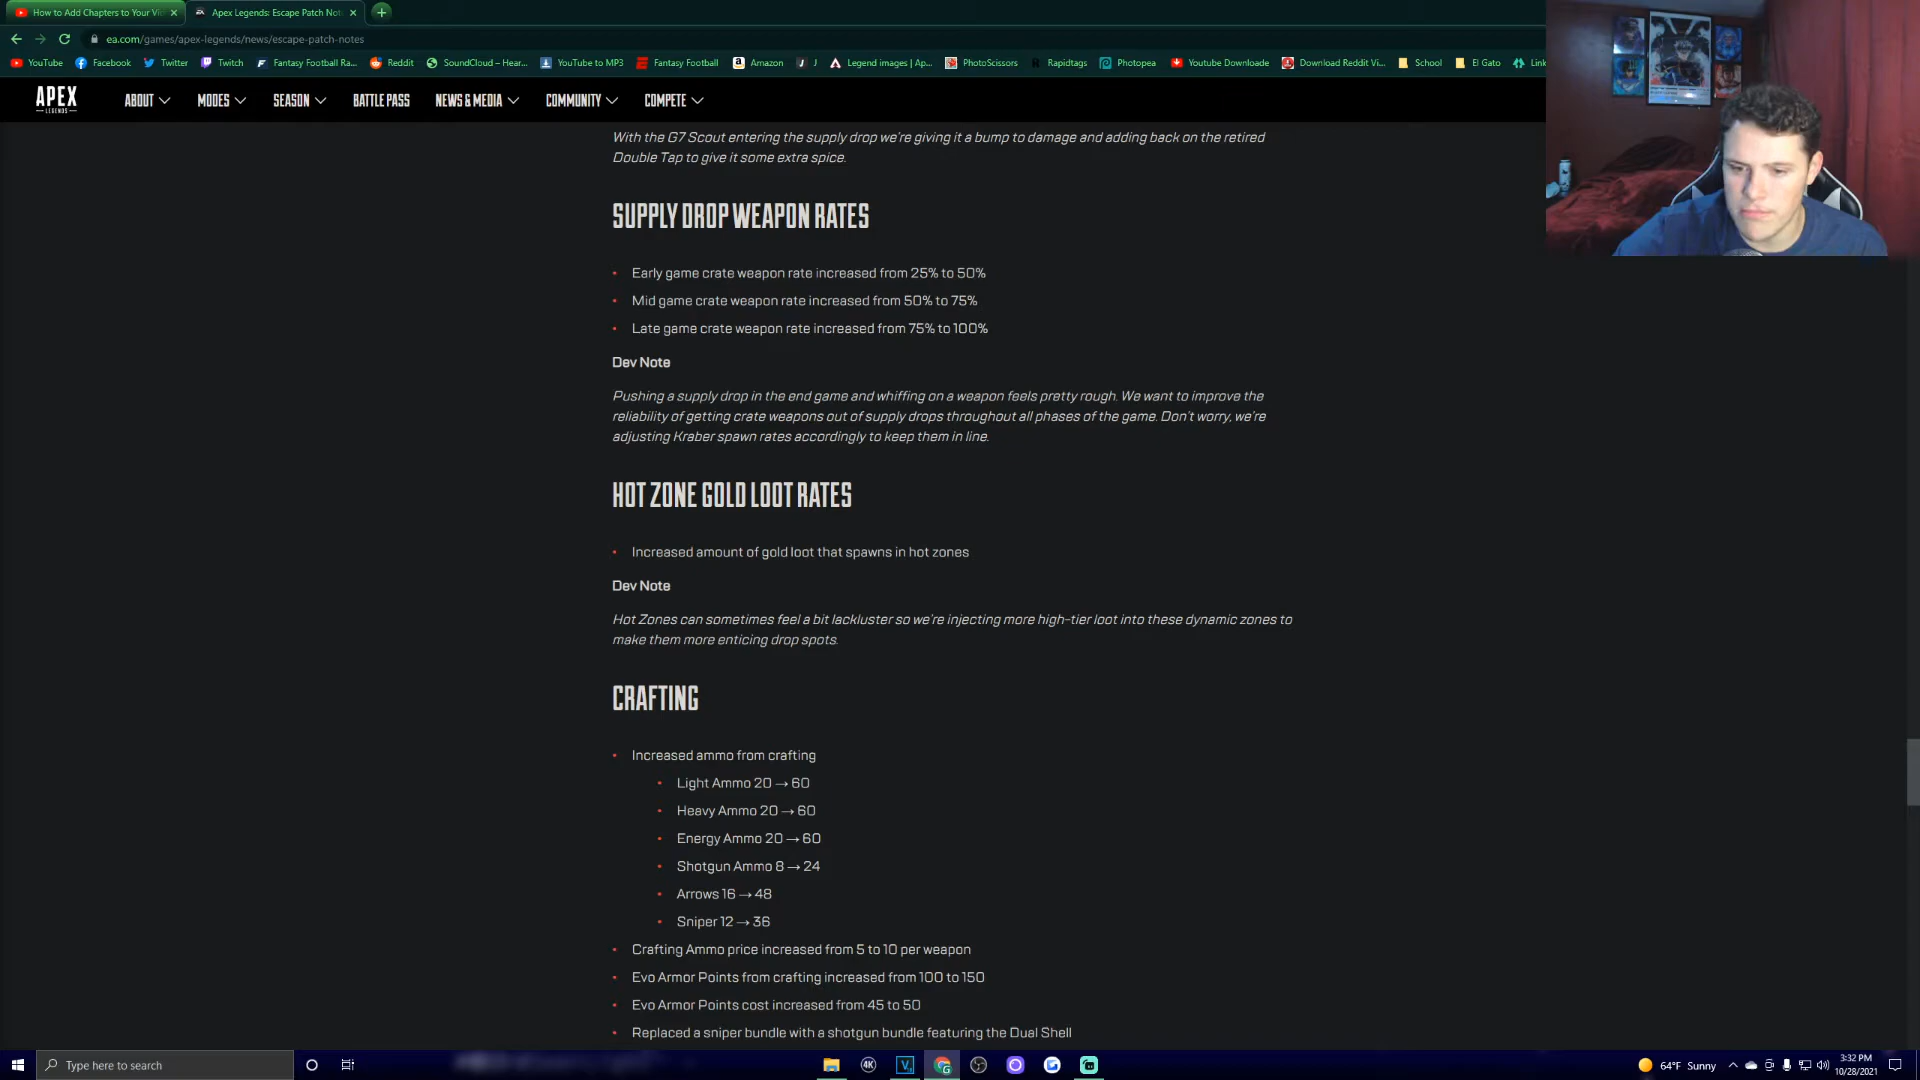 How to Add Chapters to Your Vi
Apex Legends: Escape Patch Not
ea.com/games/apex-legends/news/escape-patch-notes
YouTube Facebook Twitter Twitch Fantasy Football Ra... Reddit SoundCloud – Hear... YouTube to MP3 Fantasy Football Amazon J Legend images | Ap... PhotoScissors Rapidtags Photopea Youtube Downloade Download Reddit Vi... School El Gato Link
APEX LEGENDS ABOUT MODES SEASON BATTLE PASS NEWS & MEDIA COMMUNITY COMPETE
With the G7 Scout entering the supply drop we're giving it a bump to damage and adding back on the retired
Double Tap to give it some extra spice.
SUPPLY DROP WEAPON RATES
• Early game crate weapon rate increased from 25% to 50%
• Mid game crate weapon rate increased from 50% to 75%
• Late game crate weapon rate increased from 75% to 100%
Dev Note
Pushing a supply drop in the end game and whiffing on a weapon feels pretty rough. We want to improve the
reliability of getting crate weapons out of supply drops throughout all phases of the game. Don't worry, we're
adjusting Kraber spawn rates accordingly to keep them in line.
HOT ZONE GOLD LOOT RATES
• Increased amount of gold loot that spawns in hot zones
Dev Note
Hot Zones can sometimes feel a bit lackluster so we're injecting more high-tier loot into these dynamic zones to
make them more enticing drop spots.
CRAFTING
• Increased ammo from crafting
• Light Ammo 20 → 60
• Heavy Ammo 20 → 60
• Energy Ammo 20 → 60
• Shotgun Ammo 8 → 24
• Arrows 16 → 48
• Sniper 12 → 36
• Crafting Ammo price increased from 5 to 10 per weapon
• Evo Armor Points from crafting increased from 100 to 150
• Evo Armor Points cost increased from 45 to 50
• Replaced a sniper bundle with a shotgun bundle featuring the Dual Shell
Type here to search
4K
64°F Sunny
3:32 PM
10/28/2021